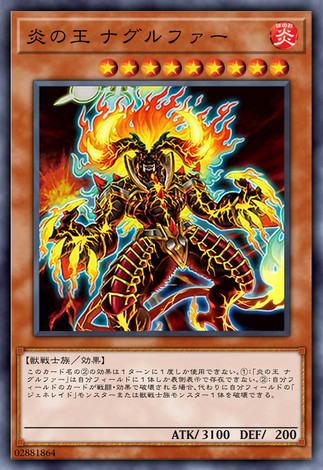 炎の王 ナグルファー
炎
【獣戦士族／効果】
このカード名の②の効果は１ターンに１度しか使用できない。①：「炎の王 ナ
グルファー」は自分フィールドに１体しか表側表示で存在できない。②：自分フ
ィールドのカードが戦闘・効果で破壊される場合、代わりに自分フィールドの「
ジェネレイド」モンスターまたは獣戦士族モンスター１体を破壊できる。
ATK/ 3100 DEF/ 200
02881864